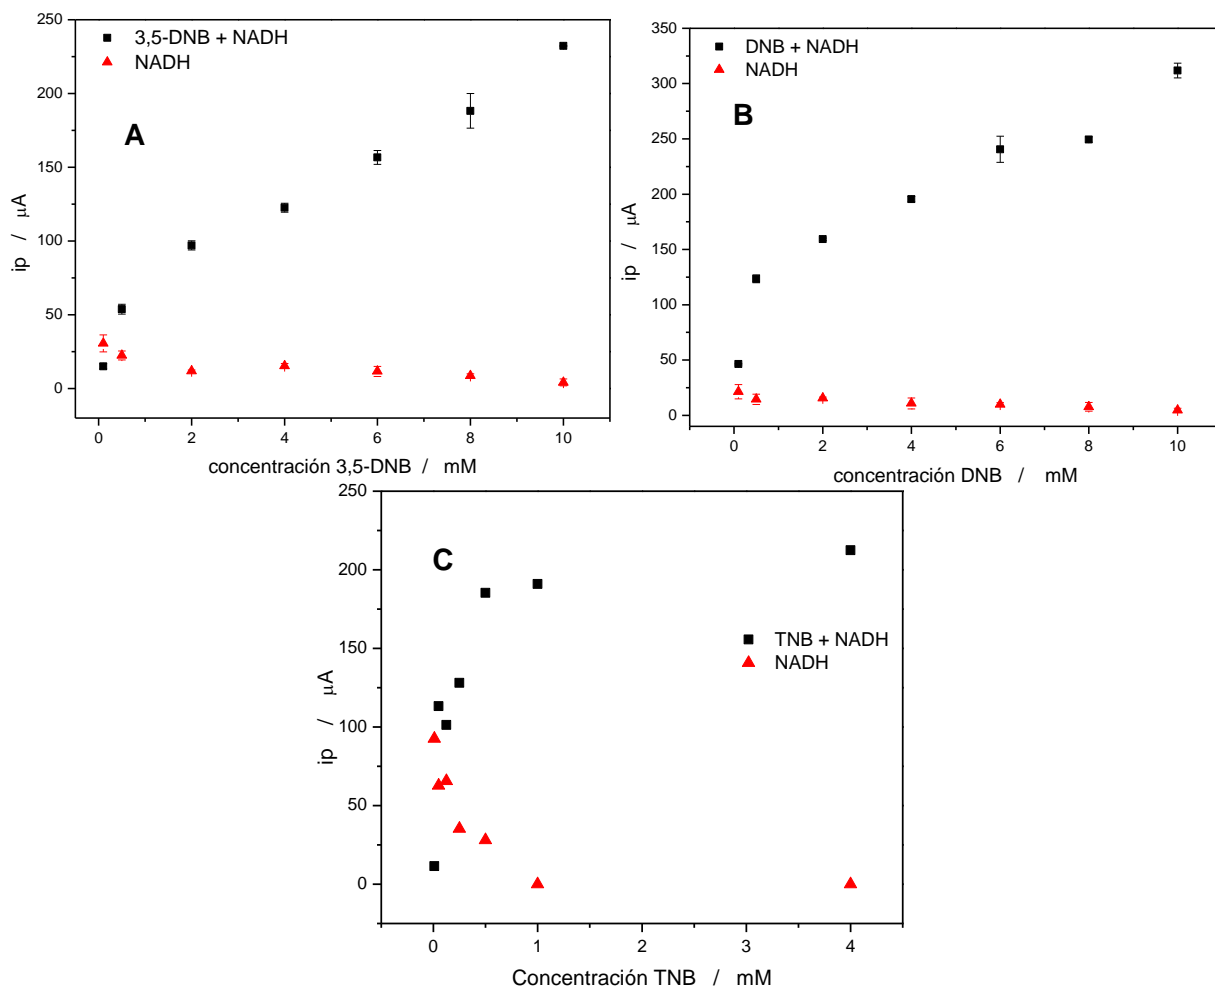 250
200
150
100
50
0
ip / μA
3,5-DNB + NADH
NADH
A
0 2 4 6 8 10
concentración 3,5-DNB / mM
350
300
250
200
150
100
50
0
ip / μA
DNB + NADH
NADH
B
0 2 4 6 8 10
concentración DNB / mM
250
200
150
100
50
0
ip / μA
C
TNB + NADH
NADH
0 1 2 3 4
Concentración TNB / mM